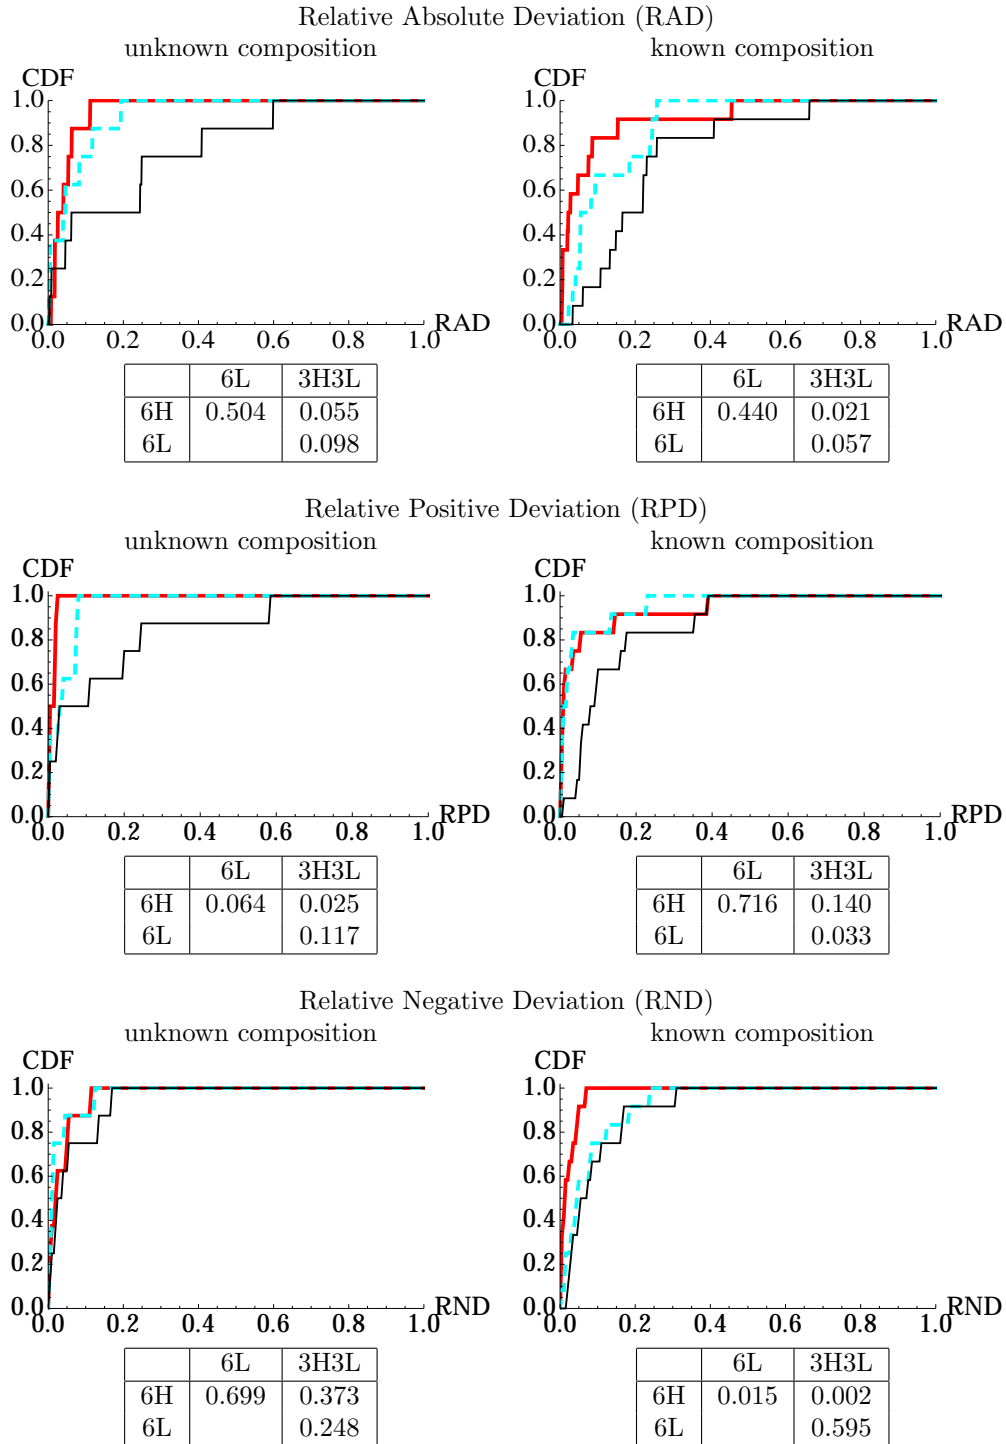 Relative Absolute Deviation (RAD)
unknown composition
known composition
CDF
1.0
0.8
0.6
0.4
0.2
0.0
0.0 0.2 0.4 0.6 0.8 1.0
RAD
CDF
1.0
0.8
0.6
0.4
0.2
0.0
0.0 0.2 0.4 0.6 0.8 1.0
RAD
6L 3H3L
6H 0.504 0.055
6L 0.098
6L 3H3L
6H 0.440 0.021
6L 0.057
Relative Positive Deviation (RPD)
unknown composition
known composition
CDF
1.0
0.8
0.6
0.4
0.2
0.0
0.0 0.2 0.4 0.6 0.8 1.0
RPD
CDF
1.0
0.8
0.6
0.4
0.2
0.0
0.0 0.2 0.4 0.6 0.8 1.0
RPD
6L 3H3L
6H 0.064 0.025
6L 0.117
6L 3H3L
6H 0.716 0.140
6L 0.033
Relative Negative Deviation (RND)
unknown composition
known composition
CDF
1.0
0.8
0.6
0.4
0.2
0.0
0.0 0.2 0.4 0.6 0.8 1.0
RND
CDF
1.0
0.8
0.6
0.4
0.2
0.0
0.0 0.2 0.4 0.6 0.8 1.0
RND
6L 3H3L
6H 0.699 0.373
6L 0.248
6L 3H3L
6H 0.015 0.002
6L 0.595